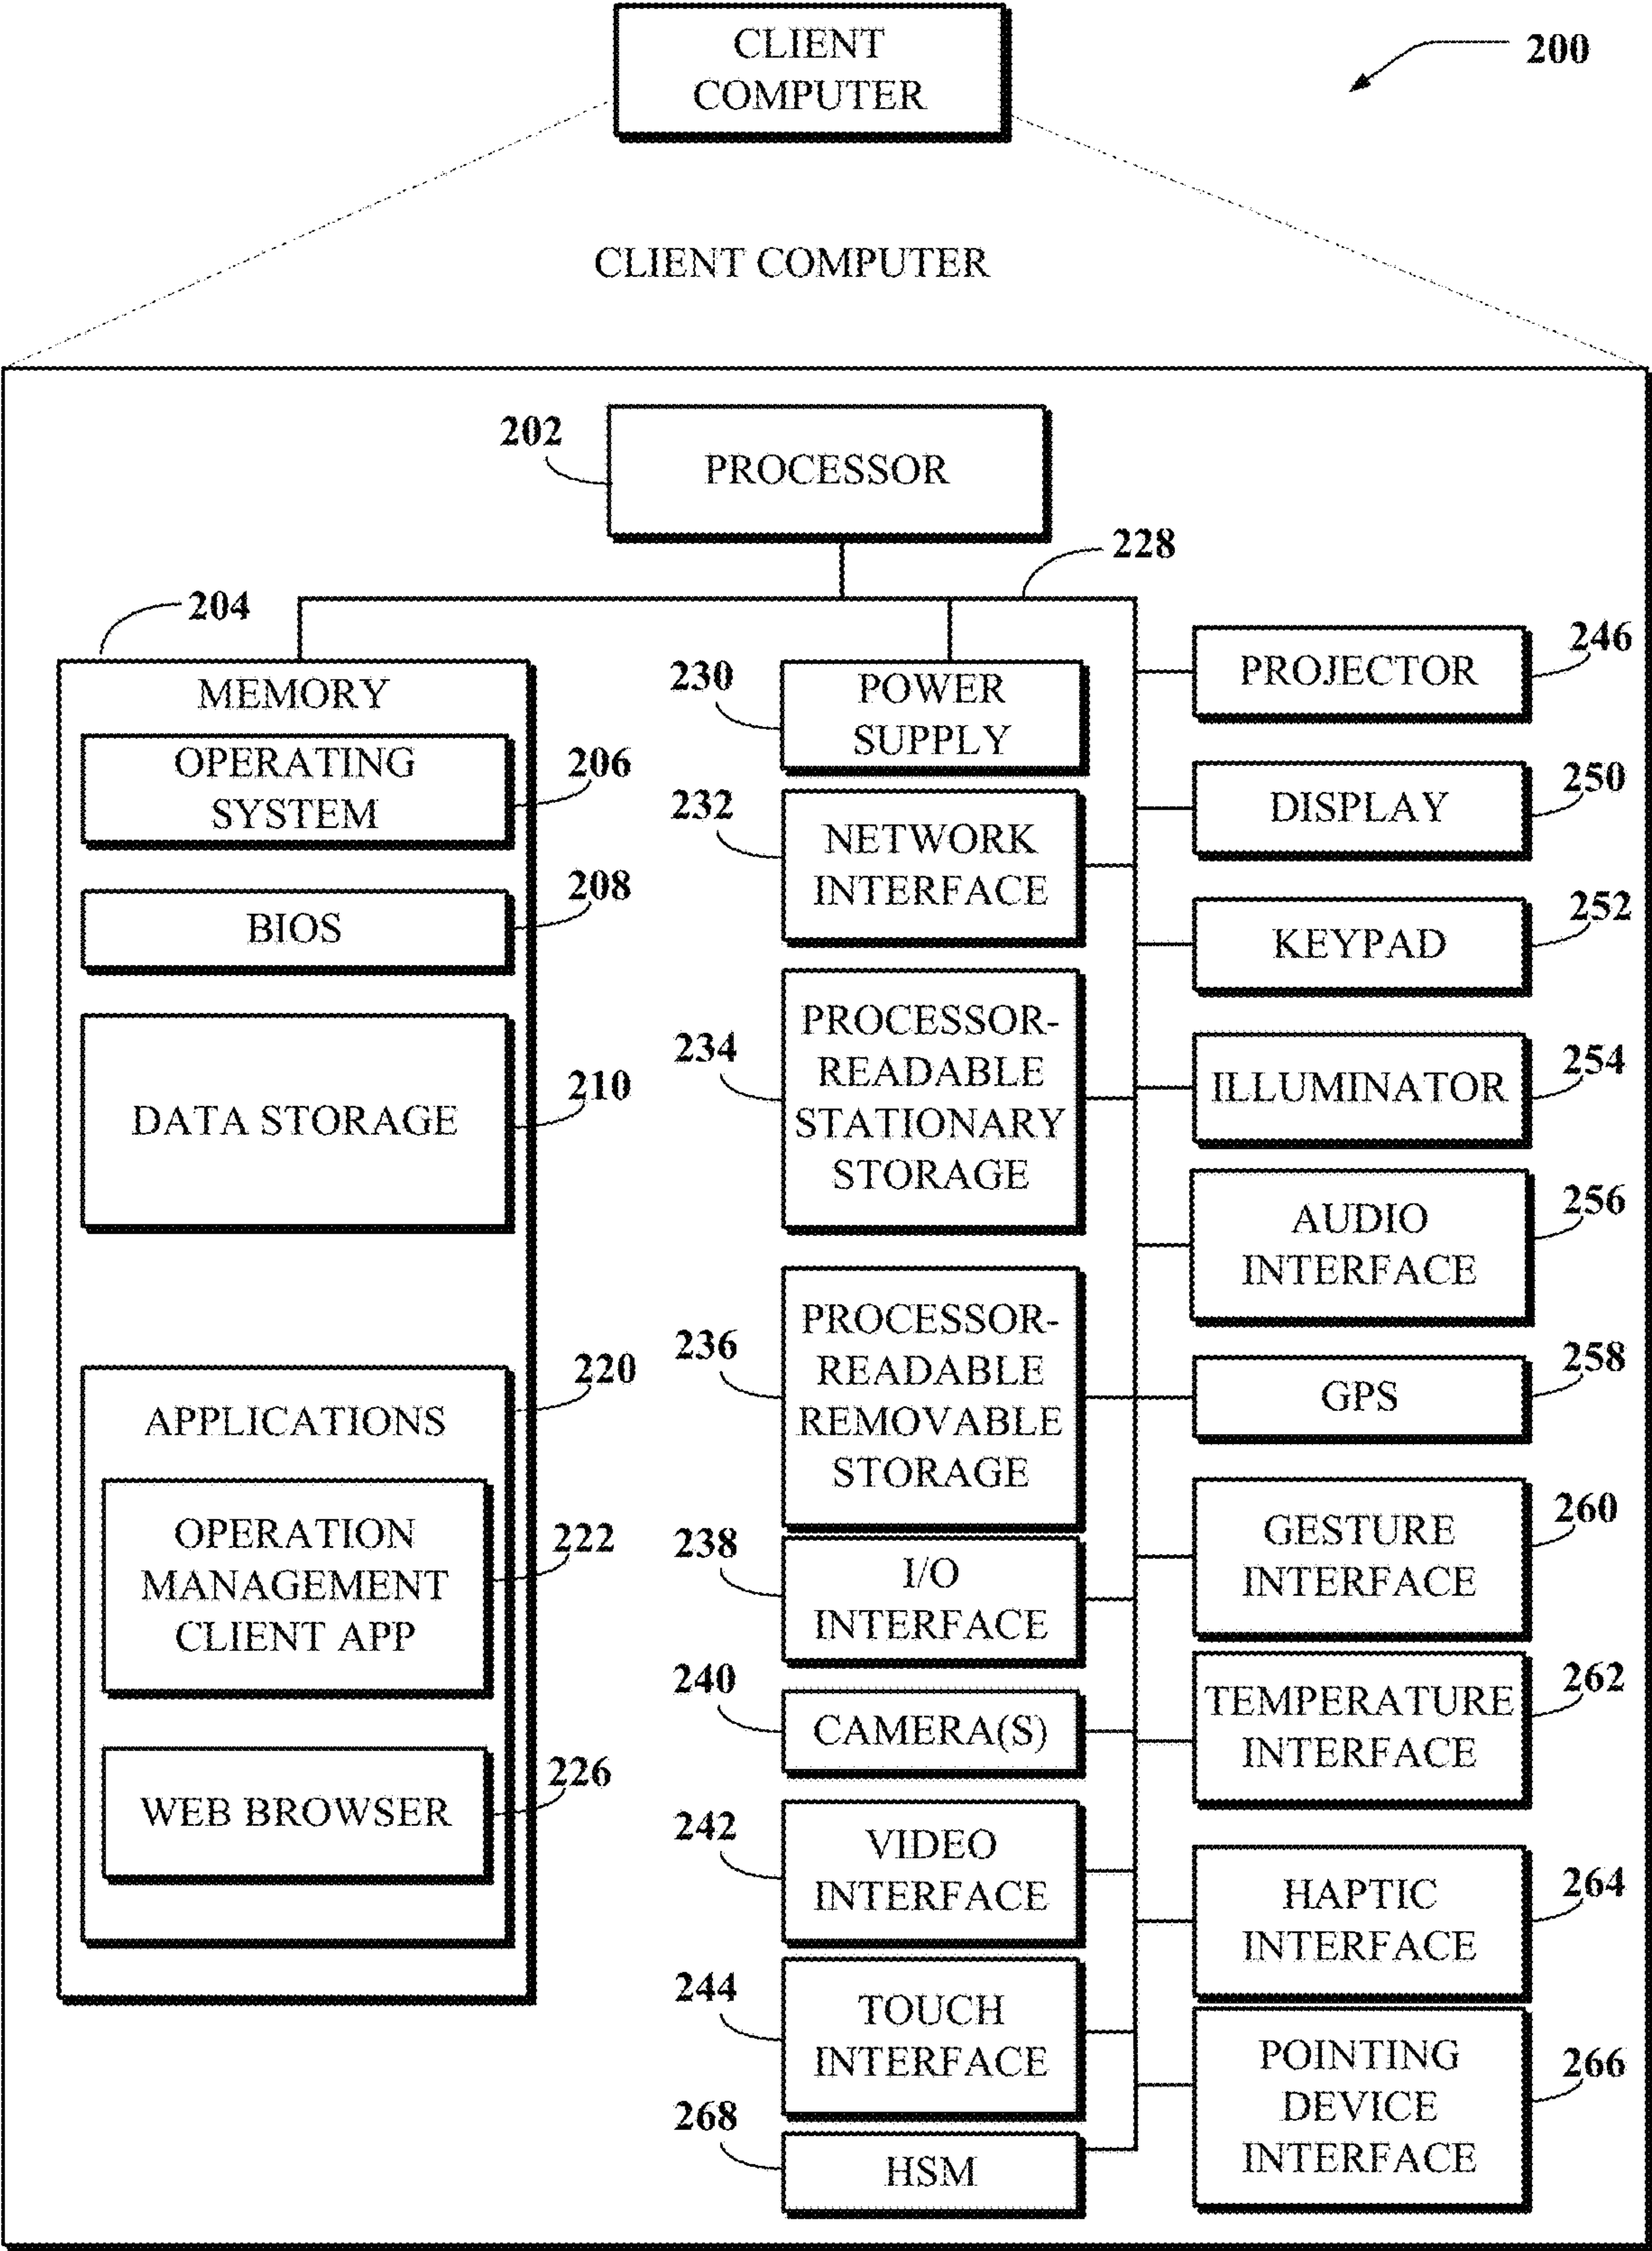 CLIENT
COMPUTER
200
CLIENT COMPUTER
202
PROCESSOR
228
204
MEMORY
OPERATING
SYSTEM
206
BIOS
208
DATA STORAGE
210
APPLICATIONS
220
OPERATION
MANAGEMENT
CLIENT APP
222
WEB BROWSER
226
230
POWER
SUPPLY
232
NETWORK
INTERFACE
234
PROCESSOR-
READABLE
STATIONARY
STORAGE
236
PROCESSOR-
READABLE
REMOVABLE
STORAGE
238
I/O
INTERFACE
240
CAMERA(S)
242
VIDEO
INTERFACE
244
TOUCH
INTERFACE
268
HSM
PROJECTOR
246
DISPLAY
250
KEYPAD
252
ILLUMINATOR
254
AUDIO
INTERFACE
256
GPS
258
GESTURE
INTERFACE
260
TEMPERATURE
INTERFACE
262
HAPTIC
INTERFACE
264
POINTING
DEVICE
INTERFACE
266